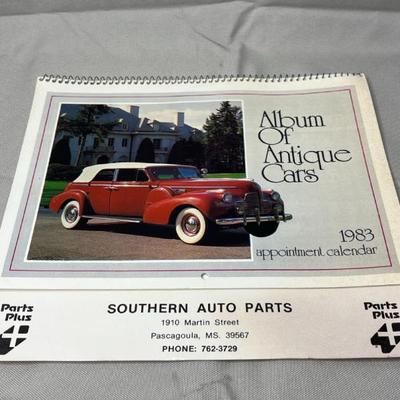 Album
Of
Antique
Cars
1983
appointment calendar
Parts
Plus
SOUTHERN AUTO PARTS
1910 Martin Street
Pascagoula, MS. 39567
PHONE: 762-3729
Parts
Plus